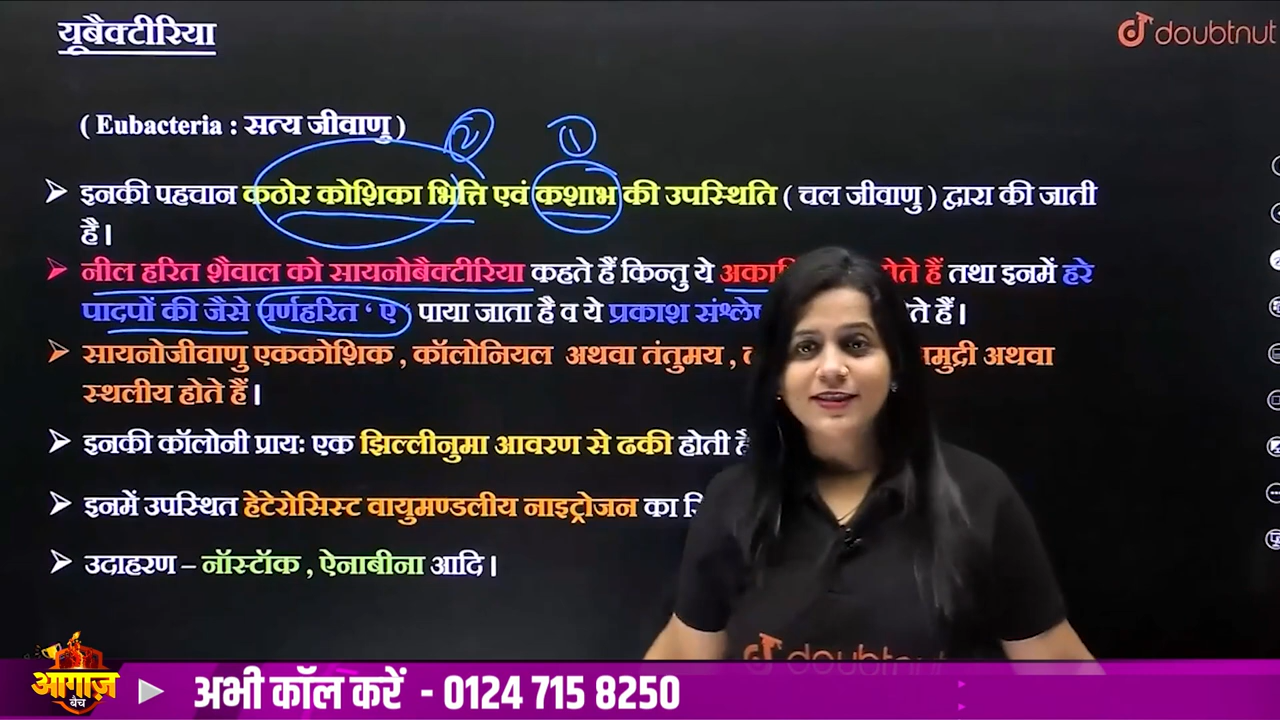 यूबैक्टीरिया
doubtnut
( Eubacteria : सत्य जीवाणु )
2
1
➤ इनकी पहचान कठोर कोशिका भित्ति एवं कशाभ की उपस्थिति ( चल जीवाणु ) द्वारा की जाती
है।
➤ नील हरित शैवाल को सायनोबैक्टीरिया कहते हैं किन्तु ये होते हैं तथा इनमें हरे
पादपों की जैसे पूर्णहरित ‘ ए ‘ पाया जाता है व ये प्रकाश होते हैं।
➤ सायनोजीवाणु एककोशिक , कॉलोनियल अथवा तंतुमय , अथवा
स्थलीय होते हैं।
➤ इनकी कॉलोनी प्रायः एक झिल्लीनुमा आवरण से ढकी होती
➤ इनमें उपस्थित हेटेरोसिस्ट वायुमण्डलीय नाइट्रोजन का
➤ उदाहरण – नॉस्टॉक , ऐनाबीना आदि।
doubtnut
आगाज़
बैच
अभी कॉल करें - 0124 715 8250